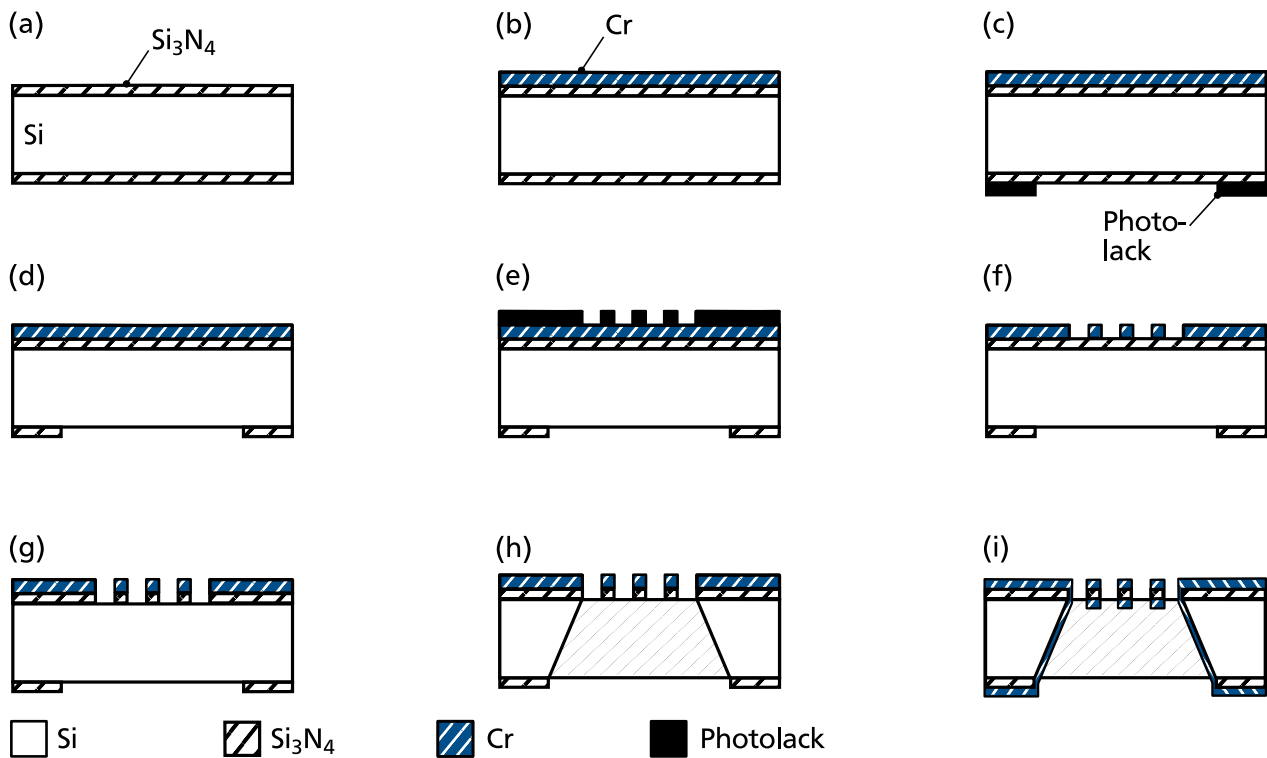 (a)
(b)
(c)
Si₃N₄
Cr
Si
Photo-
lack
(d)
(e)
(f)
(g)
(h)
(i)
Si
Si₃N₄
Cr
Photolack